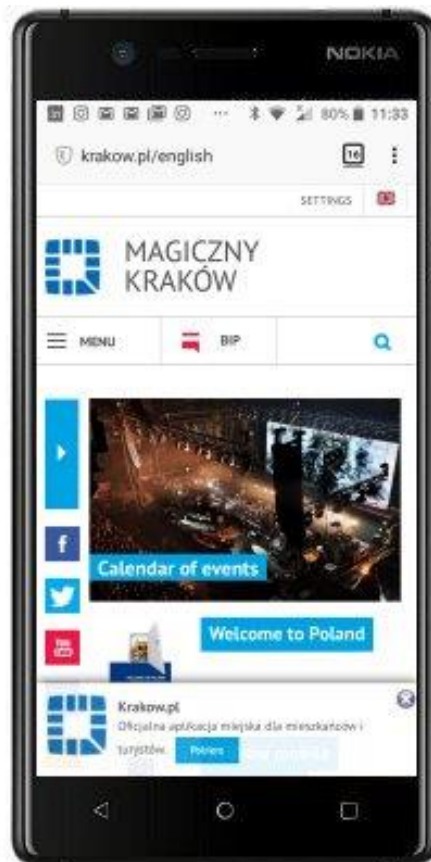 NOKIA
80% 11:33
krakow.pl/english
16
SETTINGS
MAGICZNY
KRAKÓW
MENU
BIP
Calendar of events
Welcome to Poland
Krakow.pl
Oficjalna aplikacja miejska dla mieszkańców i
turystów. Pobierz